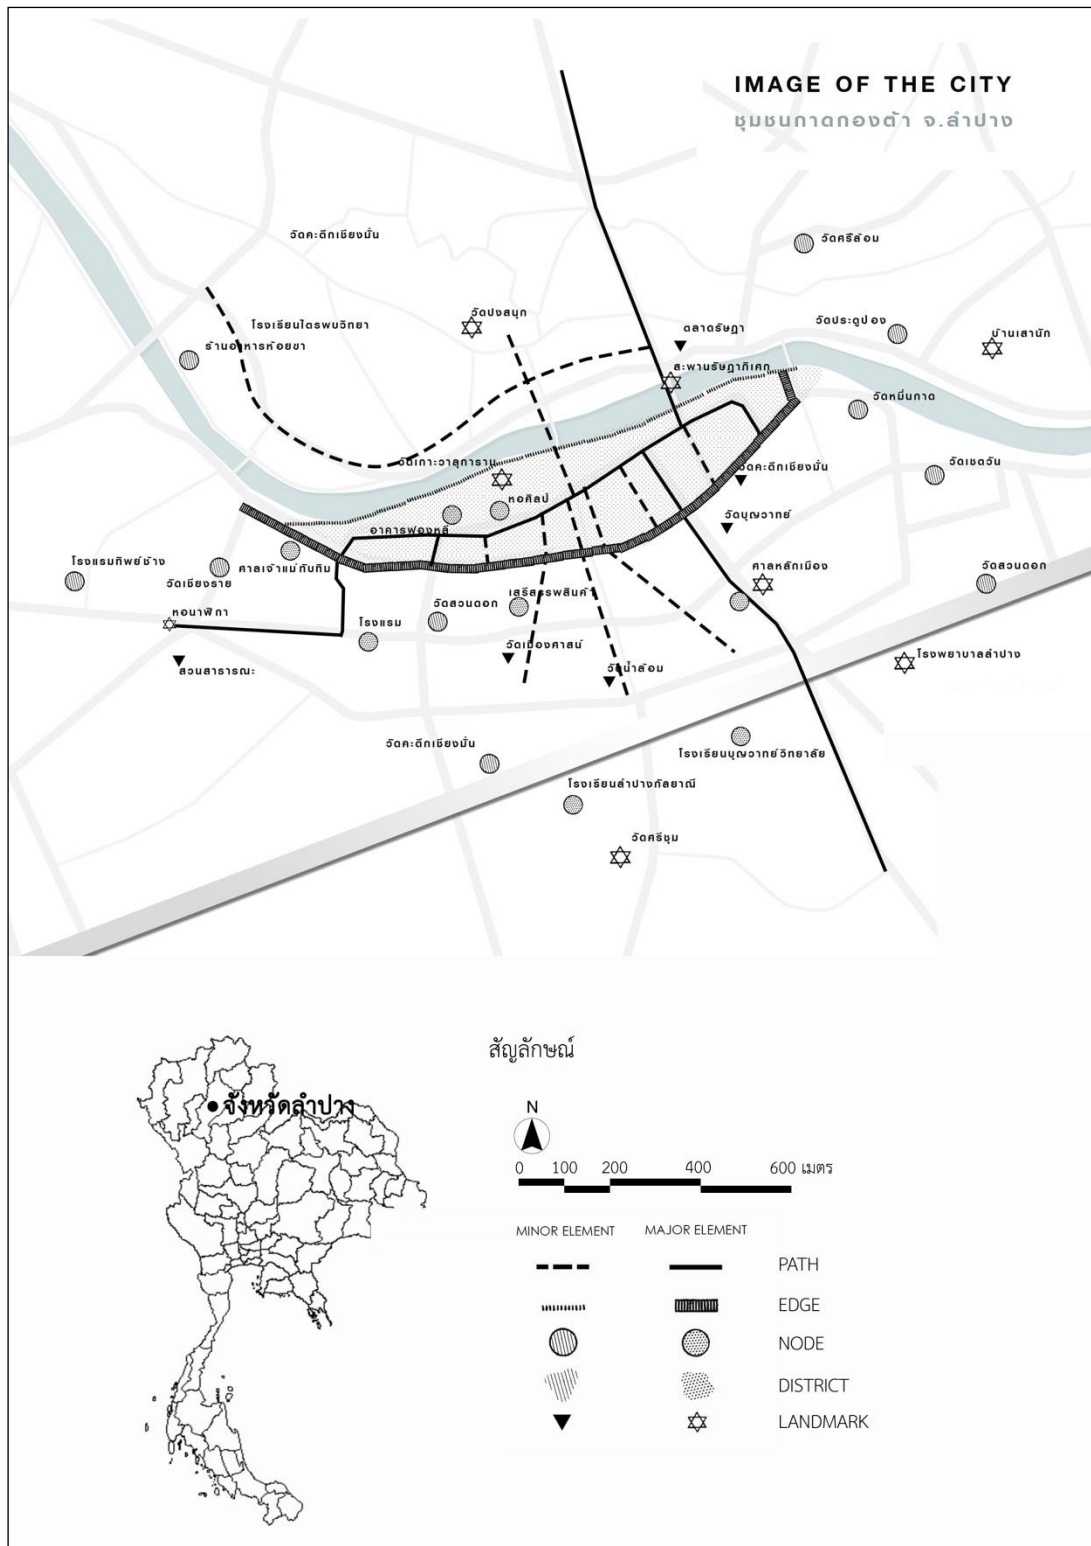 IMAGE OF THE CITY
ชุมชนกาดกองต้า จ.ลำปาง
วัดคะตึกเชียงมั่น
วัดศรีล้อม
วัดปงสนุก
โรงเรียนไตรพบวิทยา
ตลาดรัษฎา
วัดประตูป่อง
บ้านเสานัก
ร้านอาหารห้อยขา
สะพานรัษฎาภิเศก
วัดหมื่นกาด
วัดเกาะวาลุการาม
วัดคะตึกเชียงมั่น
วัดเชตวัน
หอศิลป์
วัดบุญวาทย์
อาคารฟองหลี
โรงแรมทิพย์ช้าง
ศาลเจ้าแม่ทับทิม
ศาลหลักเมือง
วัดสวนดอก
วัดเชียงราย
เสรีสรรพสินค้า
หอนาฬิกา
วัดสวนดอก
โรงแรม
วัดเมืองศาสน์
โรงพยาบาลลำปาง
สวนสาธารณะ
วัดน้ำล้อม
วัดคะตึกเชียงมั่น
โรงเรียนบุญวาทย์วิทยาลัย
โรงเรียนลำปางกัลยาณี
วัดศรีชุม
สัญลักษณ์
จังหวัดลำปาง
N
0 100 200 400 600 เมตร
MINOR ELEMENT MAJOR ELEMENT
PATH
EDGE
NODE
DISTRICT
LANDMARK